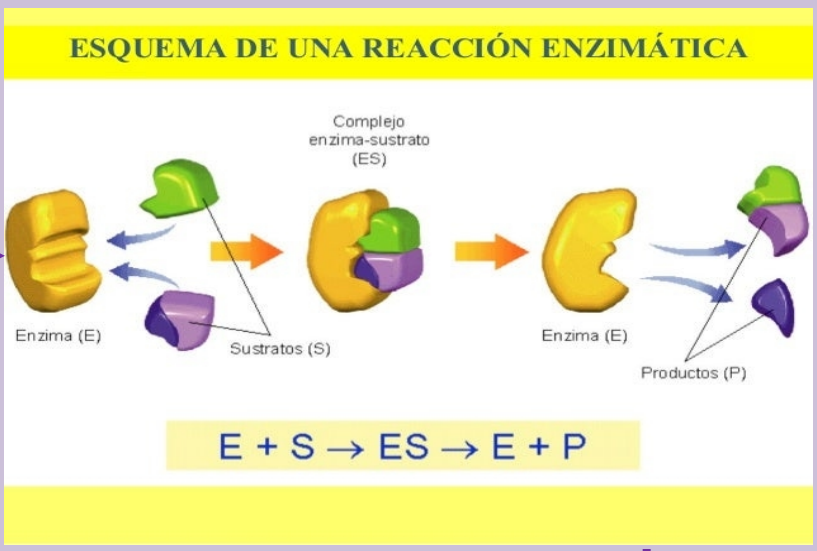 ESQUEMA DE UNA REACCIÓN ENZIMÁTICA
Complejo
enzima-sustrato
(ES)
Enzima (E)
Sustratos (S)
Enzima (E)
Productos (P)
E + S → ES → E + P